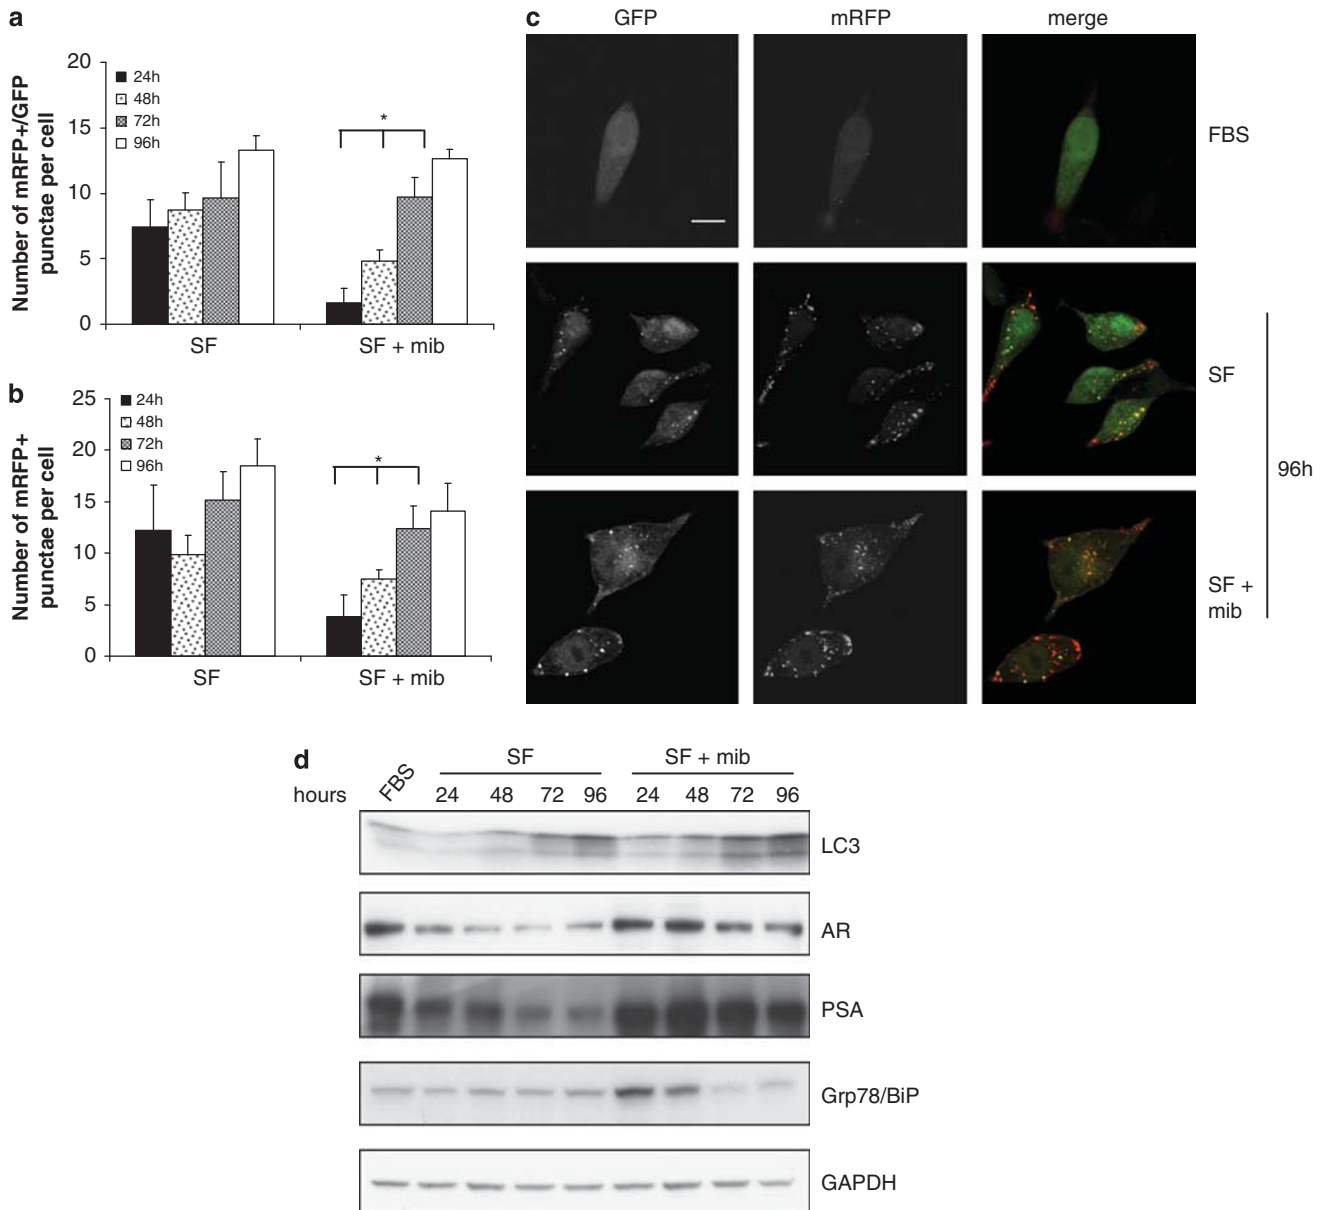 a
Number of mRFP+/GFP
punctae per cell
20
15
10
5
0
24h
48h
72h
96h
*
SF
SF + mib
b
Number of mRFP+
punctae per cell
25
20
15
10
5
0
24h
48h
72h
96h
*
SF
SF + mib
c
GFP mRFP merge
FBS
SF
96h
SF +
mib
d
SF SF + mib
hours FBS 24 48 72 96 24 48 72 96
LC3
AR
PSA
Grp78/BiP
GAPDH